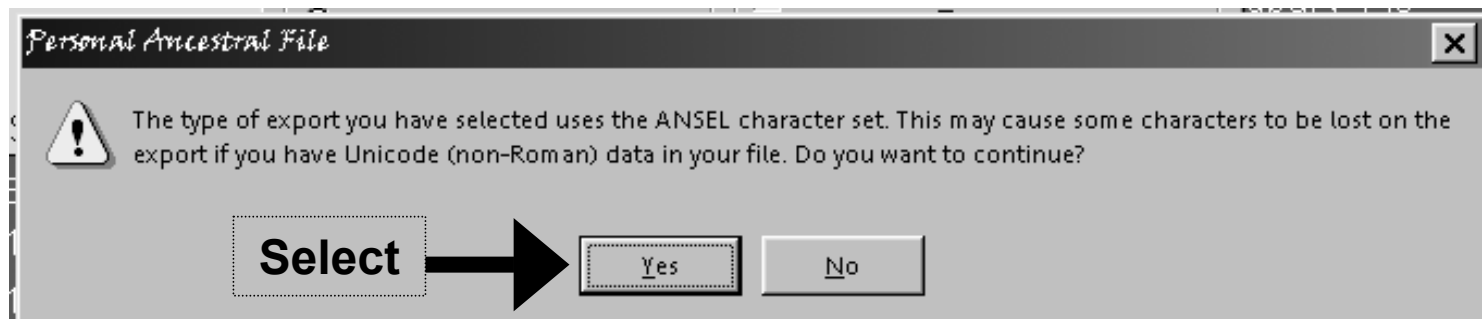 Personal Ancestral File
The type of export you have selected uses the ANSEL character set. This may cause some characters to be lost on the
export if you have Unicode (non-Roman) data in your file. Do you want to continue?
Select Yes No